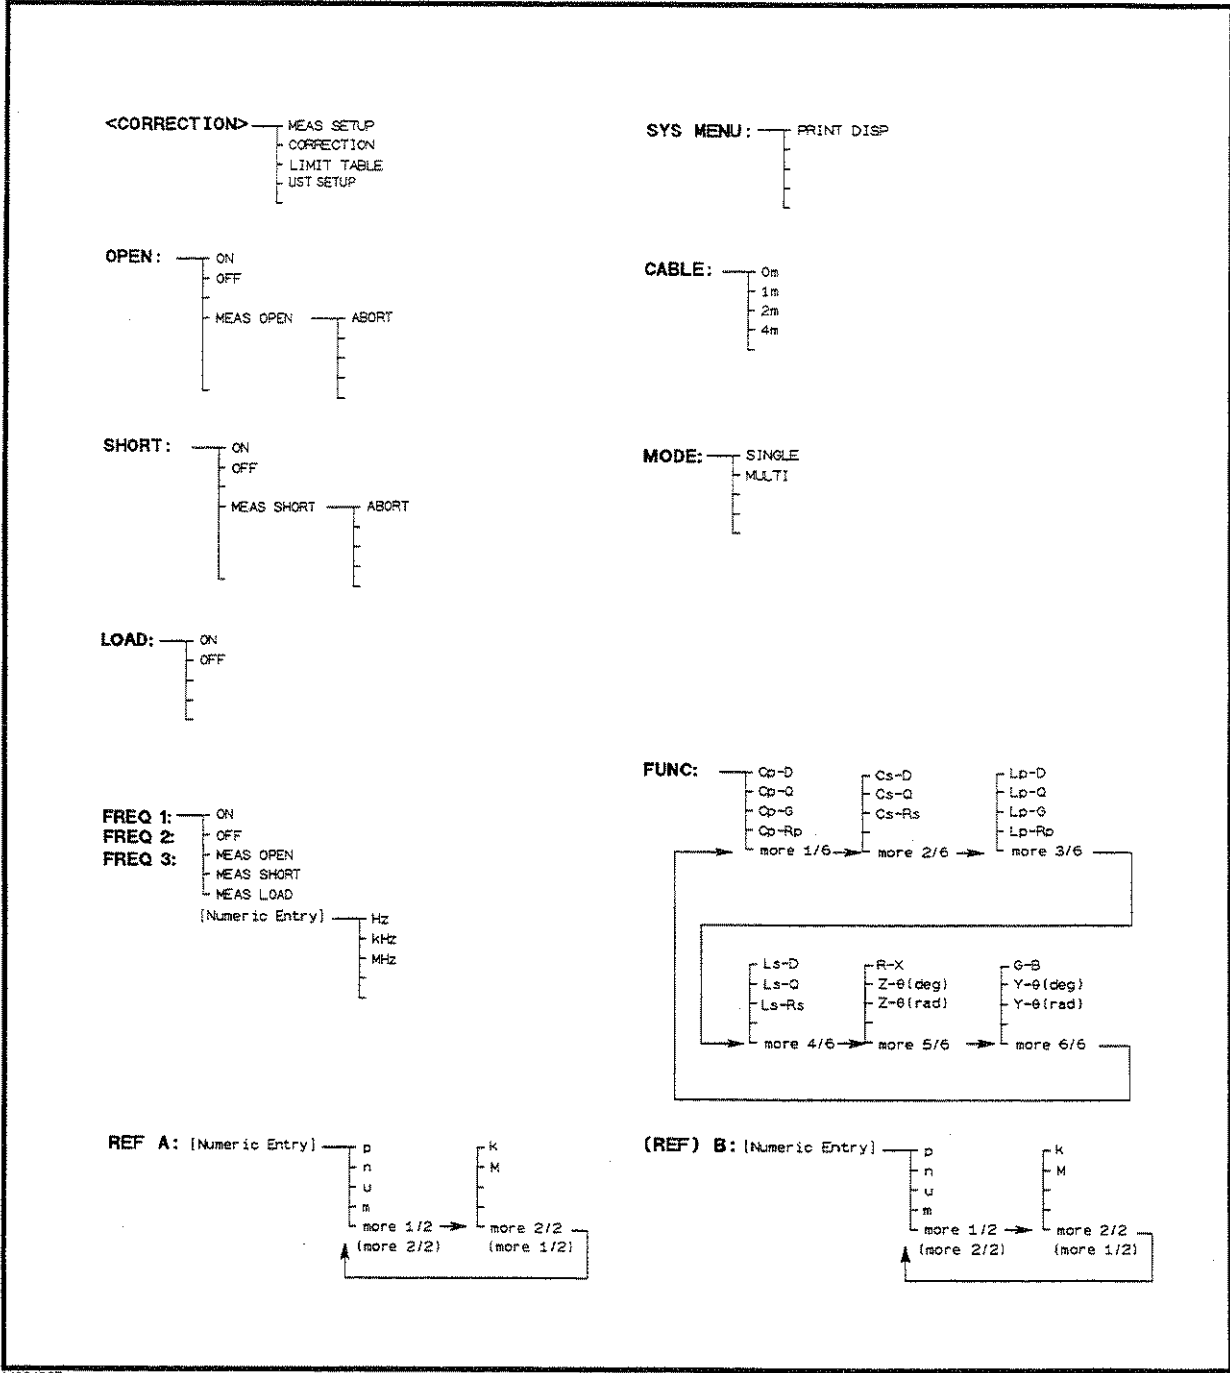 <CORRECTION> MEAS SETUP
CORRECTION
LIMIT TABLE
UST SETUP
SYS MENU: PRINT DISP
OPEN: ON
OFF
MEAS OPEN ABORT
CABLE: 0m
1m
2m
4m
SHORT: ON
OFF
MEAS SHORT ABORT
MODE: SINGLE
MULTI
LOAD: ON
OFF
FREQ 1: ON
FREQ 2: OFF
FREQ 3: MEAS OPEN
MEAS SHORT
MEAS LOAD
[Numeric Entry] Hz
kHz
MHz
FUNC: Cp-D Cs-D Lp-D
Cp-Q Cs-Q Lp-Q
Cp-G Cs-Rs Lp-G
Cp-Rp Lp-Rp
more 1/6 more 2/6 more 3/6
Ls-D R-X G-B
Ls-Q Z-θ(deg) Y-θ(deg)
Ls-Rs Z-θ(rad) Y-θ(rad)
more 4/6 more 5/6 more 6/6
REF A: [Numeric Entry] p k
n M
u
m
more 1/2 more 2/2
(more 2/2) (more 1/2)
(REF) B: [Numeric Entry] p k
n M
u
m
more 1/2 more 2/2
(more 2/2) (more 1/2)